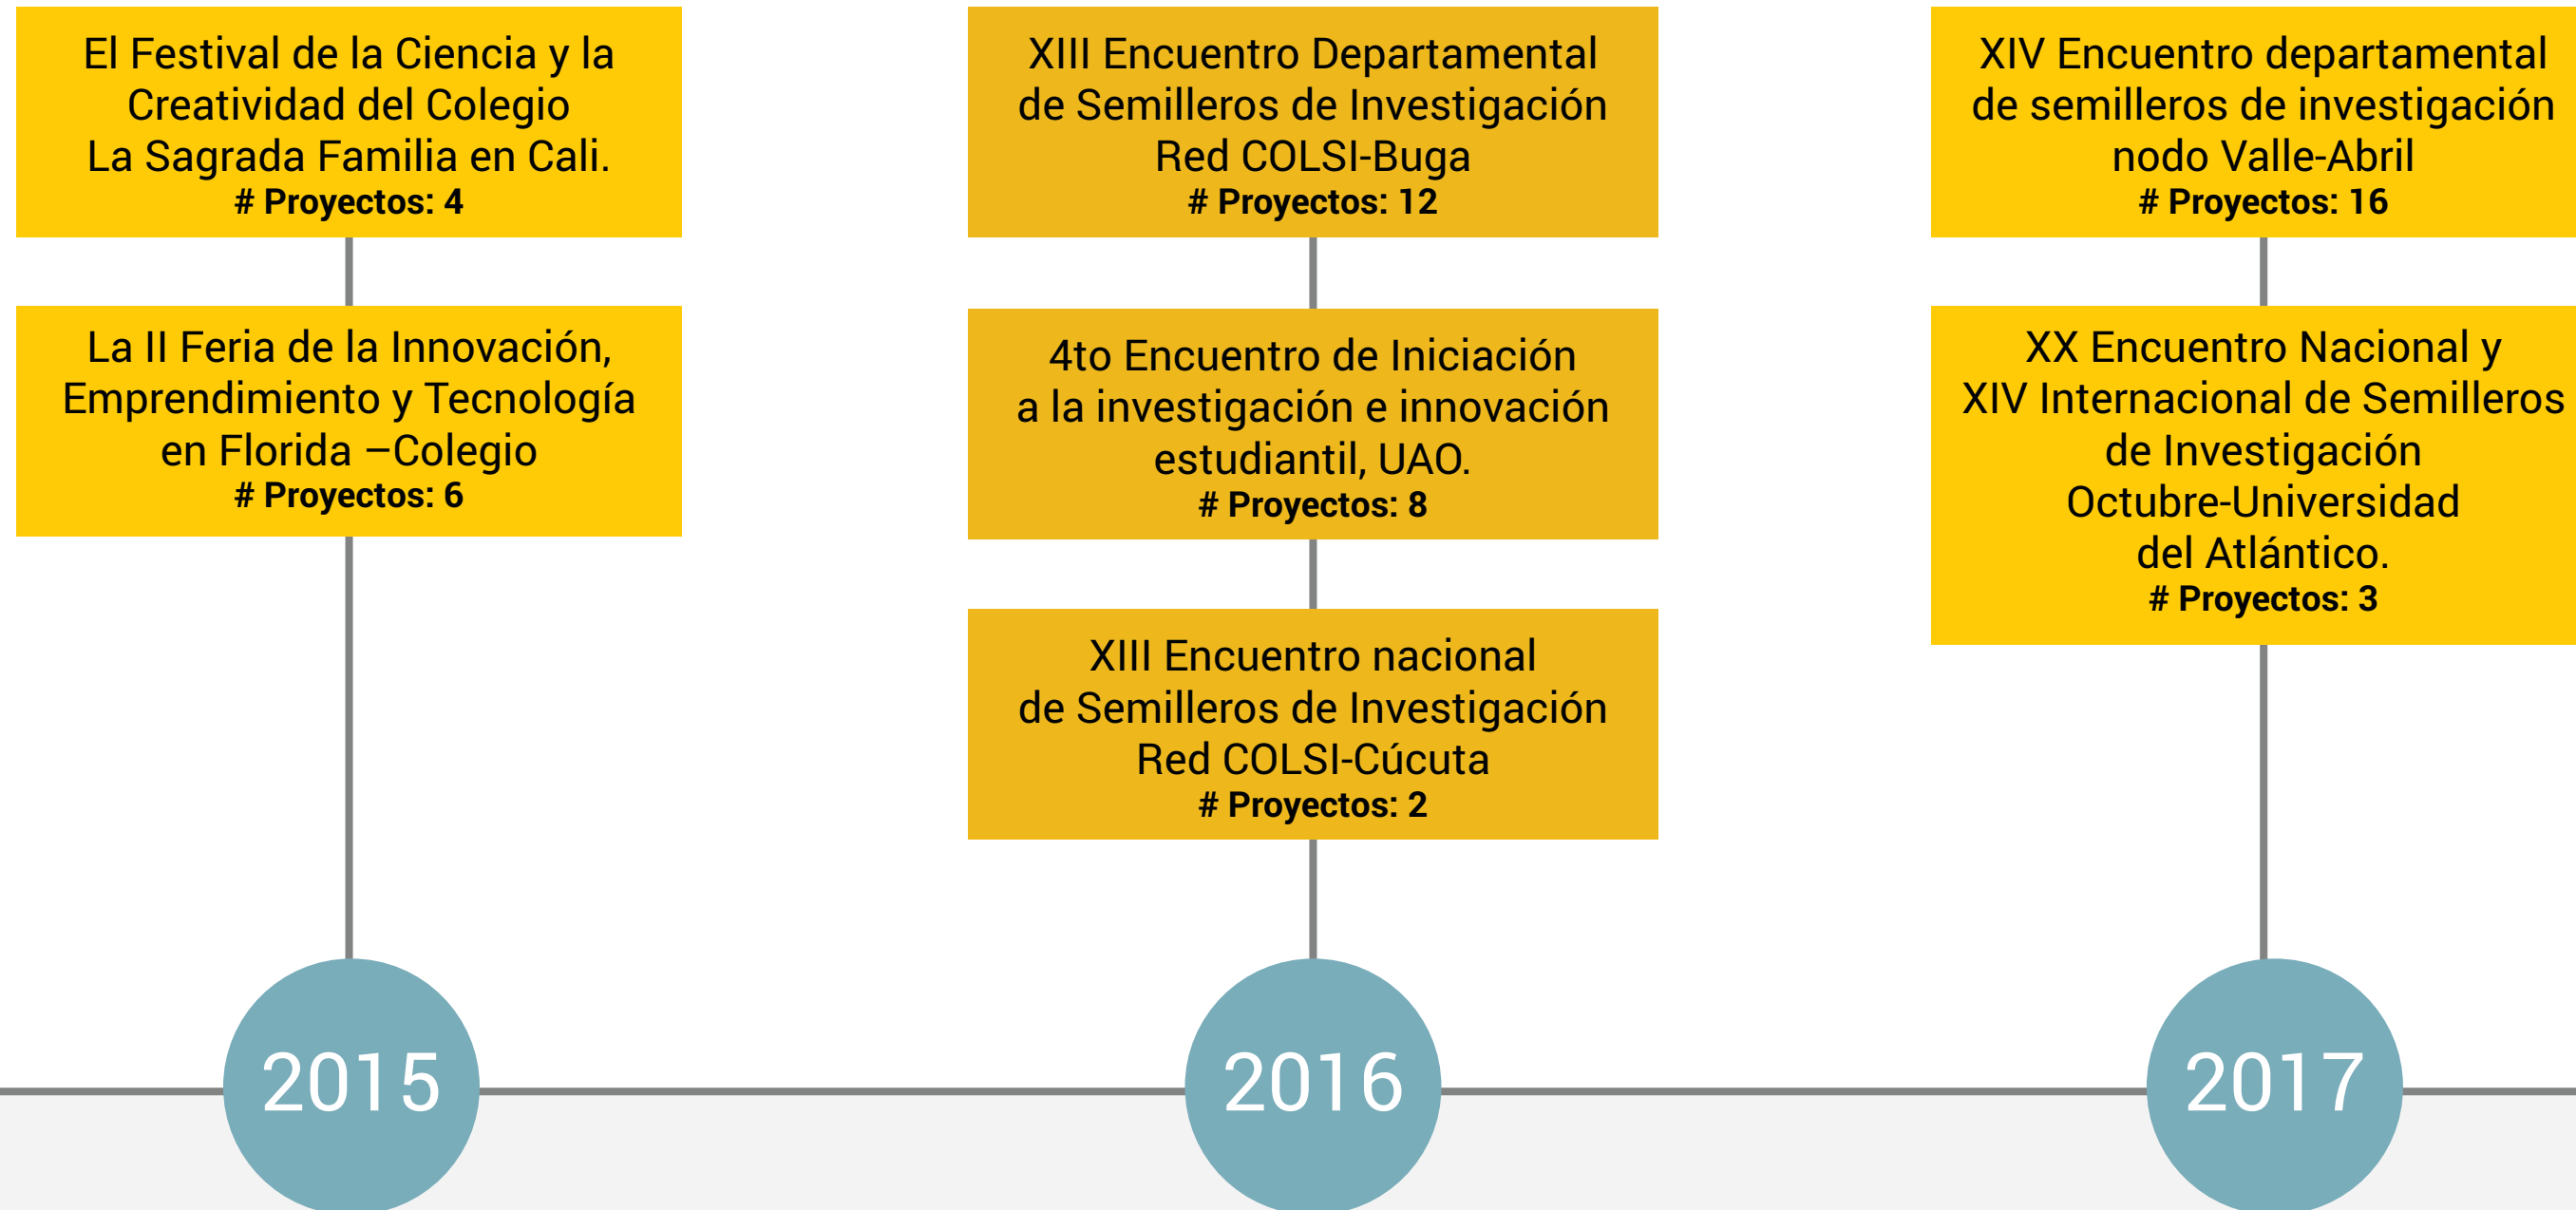 El Festival de la Ciencia y la
Creatividad del Colegio
La Sagrada Familia en Cali.
# Proyectos: 4
La II Feria de la Innovación,
Emprendimiento y Tecnología
en Florida –Colegio
# Proyectos: 6
2015
XIII Encuentro Departamental
de Semilleros de Investigación
Red COLSI-Buga
# Proyectos: 12
4to Encuentro de Iniciación
a la investigación e innovación
estudiantil, UAO.
# Proyectos: 8
XIII Encuentro nacional
de Semilleros de Investigación
Red COLSI-Cúcuta
# Proyectos: 2
2016
XIV Encuentro departamental
de semilleros de investigación
nodo Valle-Abril
# Proyectos: 16
XX Encuentro Nacional y
XIV Internacional de Semilleros
de Investigación
Octubre-Universidad
del Atlántico.
# Proyectos: 3
2017